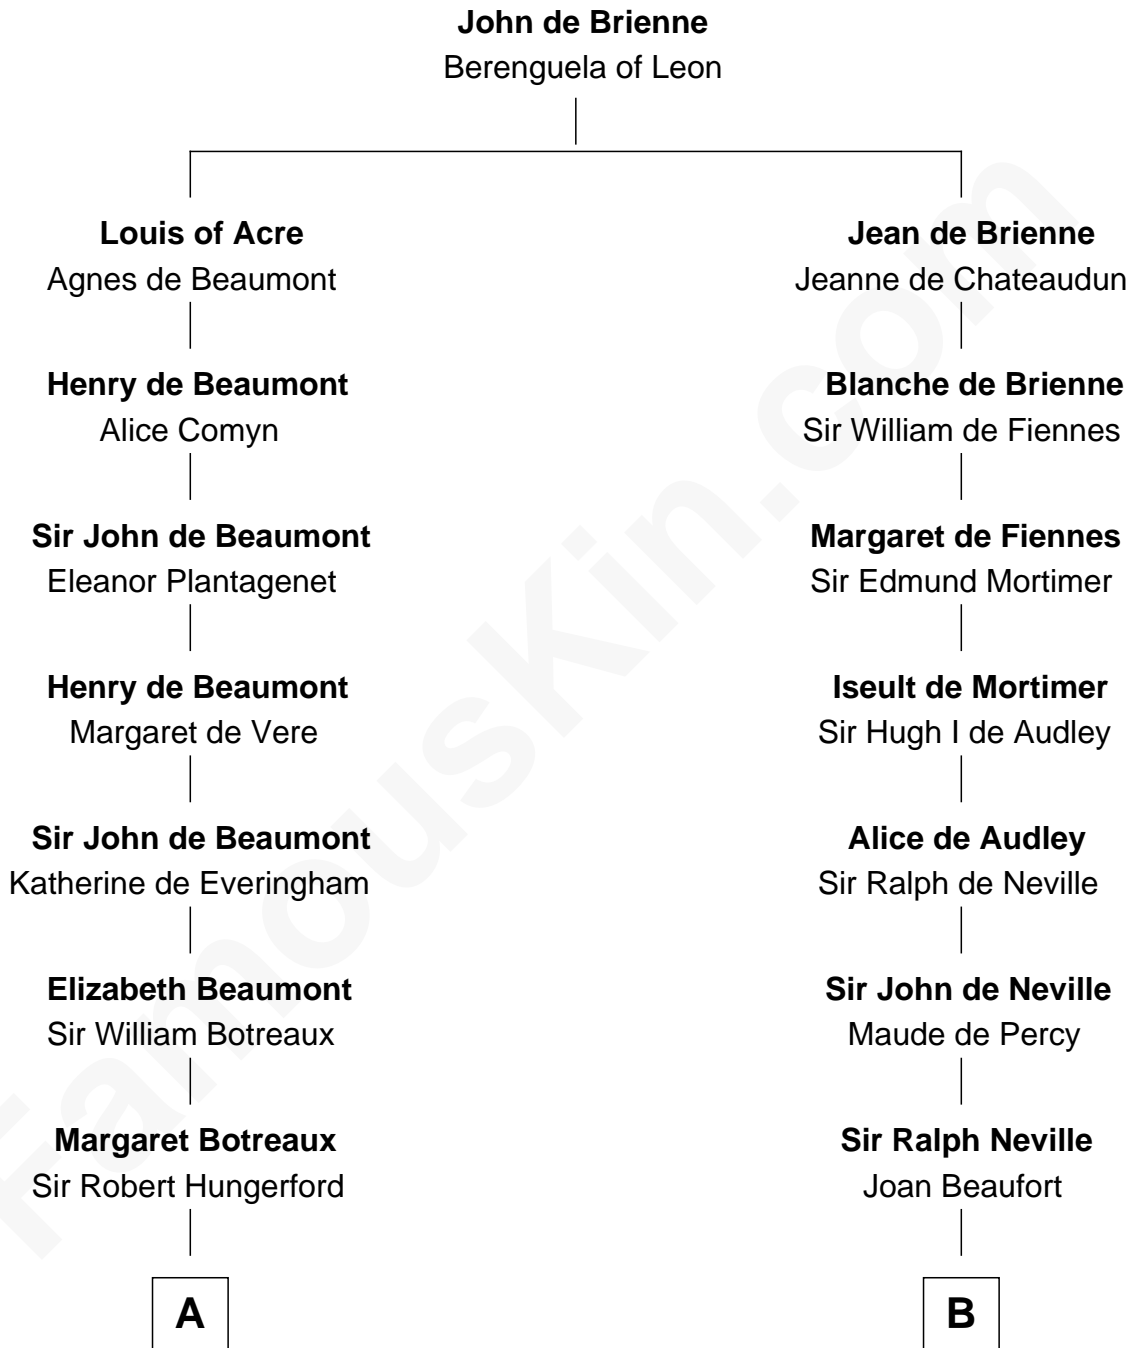 John de Brienne
Berenguela of Leon
Louis of Acre
Agnes de Beaumont
Jean de Brienne
Jeanne de Chateaudun
Henry de Beaumont
Alice Comyn
Blanche de Brienne
Sir William de Fiennes
Sir John de Beaumont
Eleanor Plantagenet
Margaret de Fiennes
Sir Edmund Mortimer
Henry de Beaumont
Margaret de Vere
Iseult de Mortimer
Sir Hugh I de Audley
Sir John de Beaumont
Katherine de Everingham
Alice de Audley
Sir Ralph de Neville
Elizabeth Beaumont
Sir William Botreaux
Sir John de Neville
Maude de Percy
Margaret Botreaux
Sir Robert Hungerford
Sir Ralph Neville
Joan Beaufort
A
B
FamousKin.com